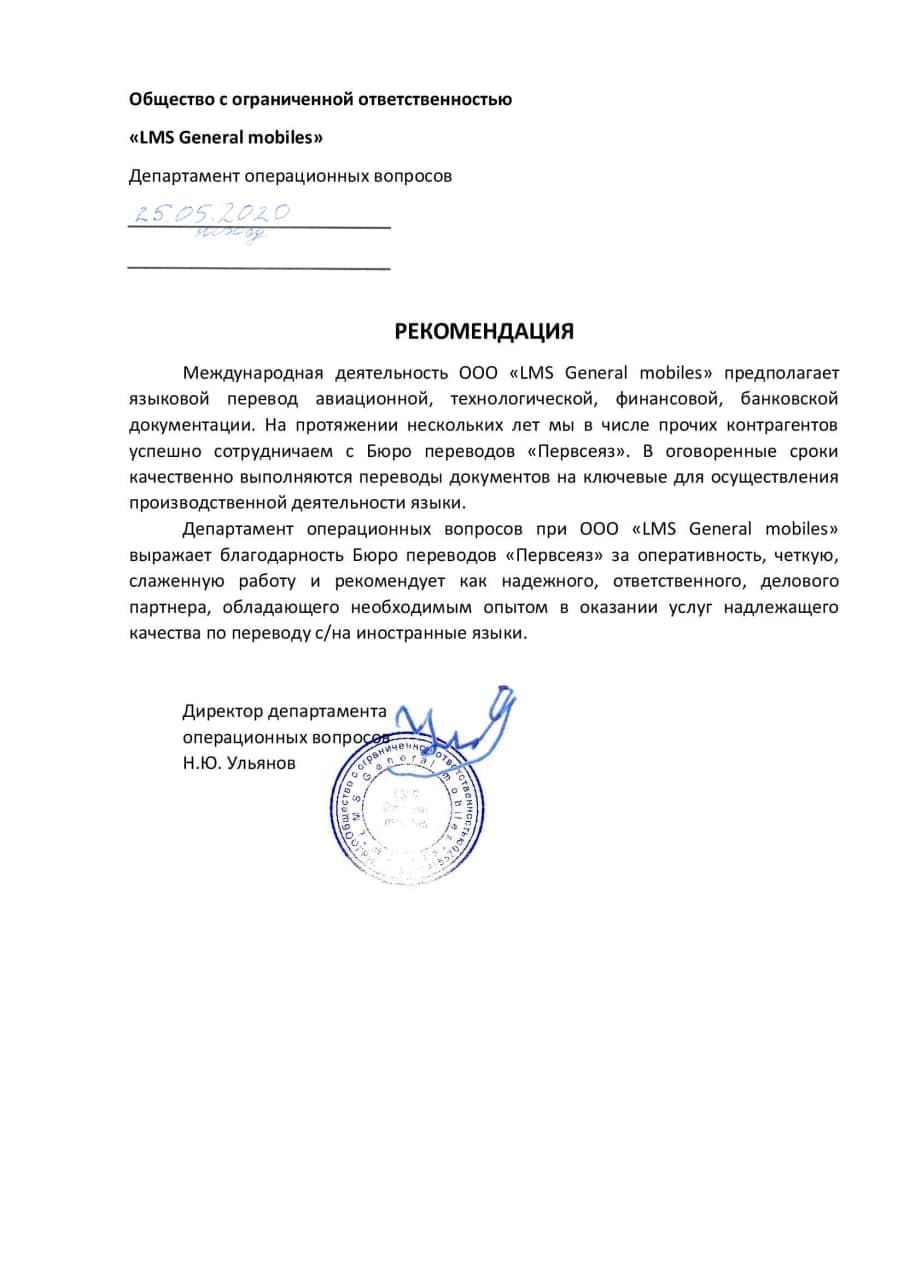 Общество с ограниченной ответственностью
«LMS General mobiles»
Департамент операционных вопросов
25.05.2020
РЕКОМЕНДАЦИЯ
Международная деятельность ООО «LMS General mobiles» предполагает
языковой перевод авиационной, технологической, финансовой, банковской
документации. На протяжении нескольких лет мы в числе прочих контрагентов
успешно сотрудничаем с Бюро переводов «Первсеяз». В оговоренные сроки
качественно выполняются переводы документов на ключевые для осуществления
производственной деятельности языки.
Департамент операционных вопросов при ООО «LMS General mobiles»
выражает благодарность Бюро переводов «Первсеяз» за оперативность, четкую,
слаженную работу и рекомендует как надежного, ответственного, делового
партнера, обладающего необходимым опытом в оказании услуг надлежащего
качества по переводу с/на иностранные языки.
Директор департамента
операционных вопросов
Н.Ю. Ульянов
Общество с ограниченной ответственностью
LMS General mobiles